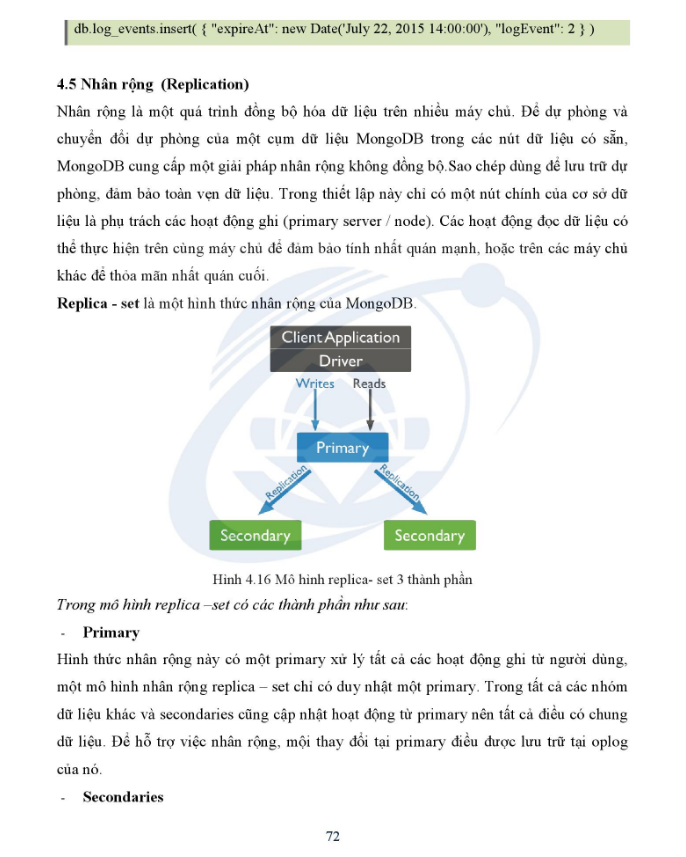 db.log_events.insert( { "expireAt": new Date('July 22, 2015 14:00:00'), "logEvent": 2 } )
4.5 Nhân rộng (Replication)
Nhân rộng là một quá trình đồng bộ hóa dữ liệu trên nhiều máy chủ. Để dự phòng và
chuyển đổi dự phòng của một cụm dữ liệu MongoDB trong các nút dữ liệu có sẵn,
MongoDB cung cấp một giải pháp nhân rộng không đồng bộ.Sao chép dùng để lưu trữ dự
phòng, đảm bảo toàn vẹn dữ liệu. Trong thiết lập này chỉ có một nút chính của cơ sở dữ
liệu là phụ trách các hoạt động ghi (primary server / node). Các hoạt động đọc dữ liệu có
thể thực hiện trên cùng máy chủ để đảm bảo tính nhất quán mạnh, hoặc trên các máy chủ
khác để thỏa mãn nhất quán cuối.
Replica - set là một hình thức nhân rộng của MongoDB.
Client Application
Driver
Writes Reads
Primary
Replication Replication
Secondary Secondary
Hình 4.16 Mô hình replica- set 3 thành phần
Trong mô hình replica –set có các thành phần như sau:
- Primary
Hình thức nhân rộng này có một primary xử lý tất cả các hoạt động ghi từ người dùng,
một mô hình nhân rộng replica – set chỉ có duy nhật một primary. Trong tất cả các nhóm
dữ liệu khác và secondaries cũng cập nhật hoạt động từ primary nên tất cả điều có chung
dữ liệu. Để hỗ trợ việc nhân rộng, mội thay đổi tại primary điều được lưu trữ tại oplog
của nó.
- Secondaries
72